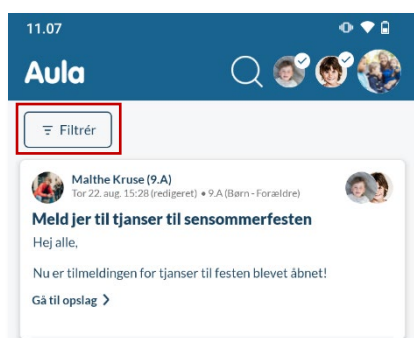 11.07
Aula
Filtrér
Malthe Kruse (9.A)
Tor 22. aug. 15:28 (redigeret) • 9.A (Børn - Forældre)
Meld jer til tjanser til sensommerfesten
Hej alle,
Nu er tilmeldingen for tjanser til festen blevet åbnet!
Gå til opslag